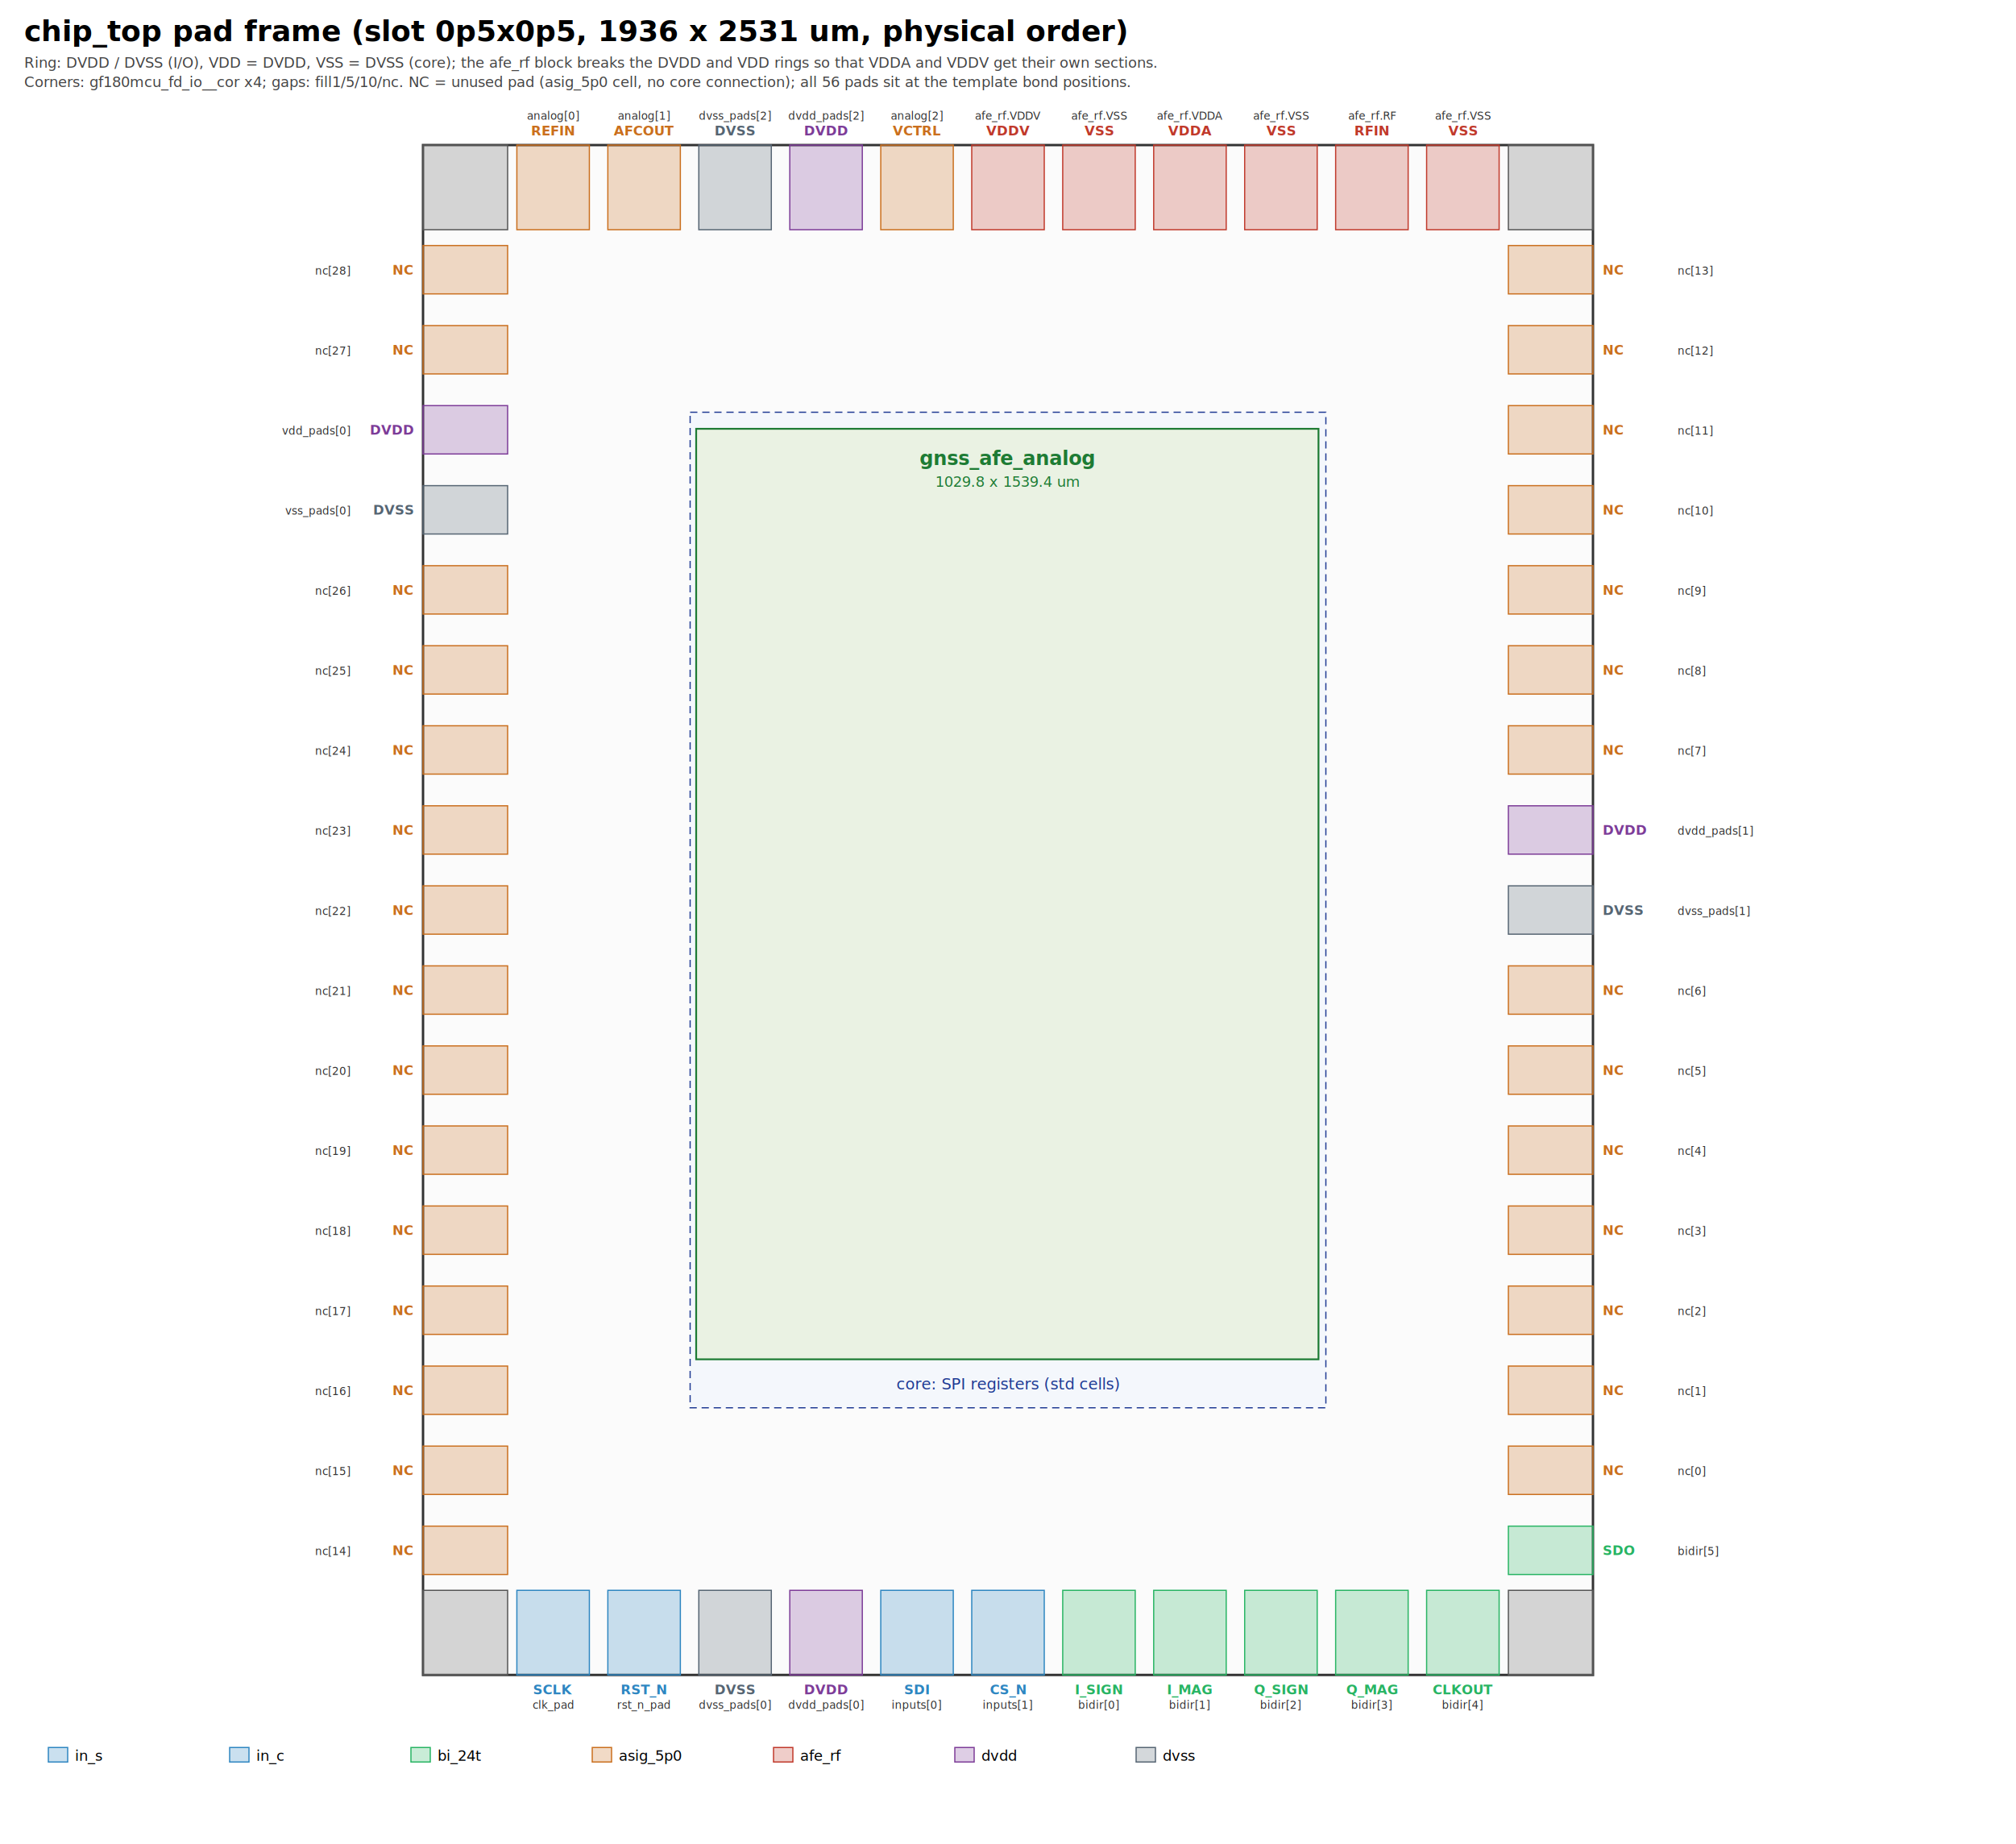 chip_top pad frame (slot 0p5x0p5, 1936 x 2531 um, physical order)
Ring: DVDD / DVSS (I/O), VDD = DVDD, VSS = DVSS (core); the afe_rf block breaks the DVDD and VDD rings so that VDDA and VDDV get their own sections.
Corners: gf180mcu_fd_io__cor x4; gaps: fill1/5/10/nc. NC = unused pad (asig_5p0 cell, no core connection); all 56 pads sit at the template bond positions.
analog[0] analog[1] dvss_pads[2] dvdd_pads[2] analog[2] afe_rf.VDDV afe_rf.VSS afe_rf.VDDA afe_rf.VSS afe_rf.RF afe_rf.VSS
REFIN AFCOUT DVSS DVDD VCTRL VDDV VSS VDDA VSS RFIN VSS
nc[28] NC NC nc[13]
nc[27] NC NC nc[12]
vdd_pads[0] DVDD NC nc[11]
gnss_afe_analog
1029.8 x 1539.4 um
vss_pads[0] DVSS NC nc[10]
nc[26] NC NC nc[9]
nc[25] NC NC nc[8]
nc[24] NC NC nc[7]
nc[23] NC DVDD dvdd_pads[1]
nc[22] NC DVSS dvss_pads[1]
nc[21] NC NC nc[6]
nc[20] NC NC nc[5]
nc[19] NC NC nc[4]
nc[18] NC NC nc[3]
nc[17] NC NC nc[2]
core: SPI registers (std cells)
nc[16] NC NC nc[1]
nc[15] NC NC nc[0]
nc[14] NC SDO bidir[5]
SCLK RST_N DVSS DVDD SDI CS_N I_SIGN I_MAG Q_SIGN Q_MAG CLKOUT
clk_pad rst_n_pad dvss_pads[0] dvdd_pads[0] inputs[0] inputs[1] bidir[0] bidir[1] bidir[2] bidir[3] bidir[4]
in_s in_c bi_24t asig_5p0 afe_rf dvdd dvss